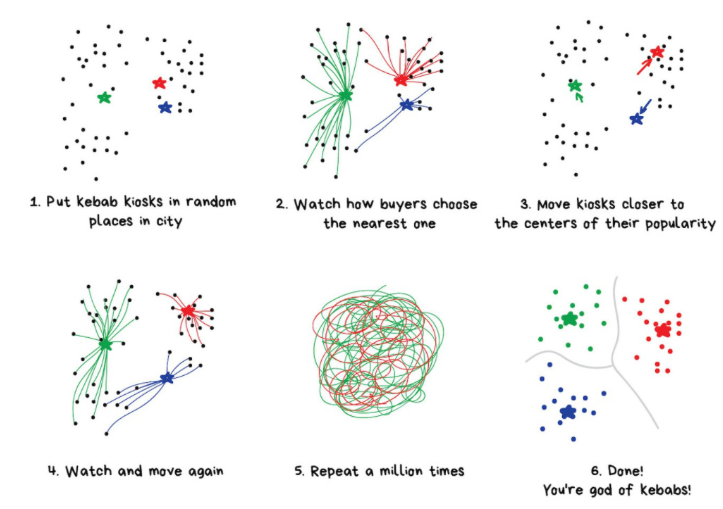 1. Put kebab kiosks in random
places in city
2. Watch how buyers choose
the nearest one
3. Move kiosks closer to
the centers of their popularity
4. Watch and move again
5. Repeat a million times
6. Done!
You're god of kebabs!